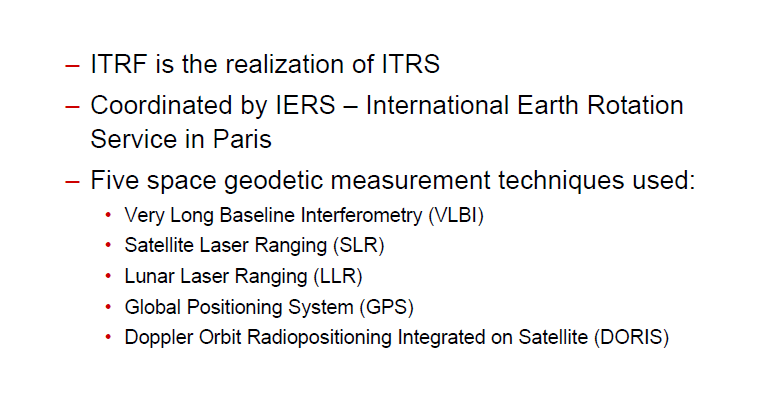 – ITRF is the realization of ITRS
– Coordinated by IERS – International Earth Rotation
Service in Paris
– Five space geodetic measurement techniques used:
• Very Long Baseline Interferometry (VLBI)
• Satellite Laser Ranging (SLR)
• Lunar Laser Ranging (LLR)
• Global Positioning System (GPS)
• Doppler Orbit Radiopositioning Integrated on Satellite (DORIS)